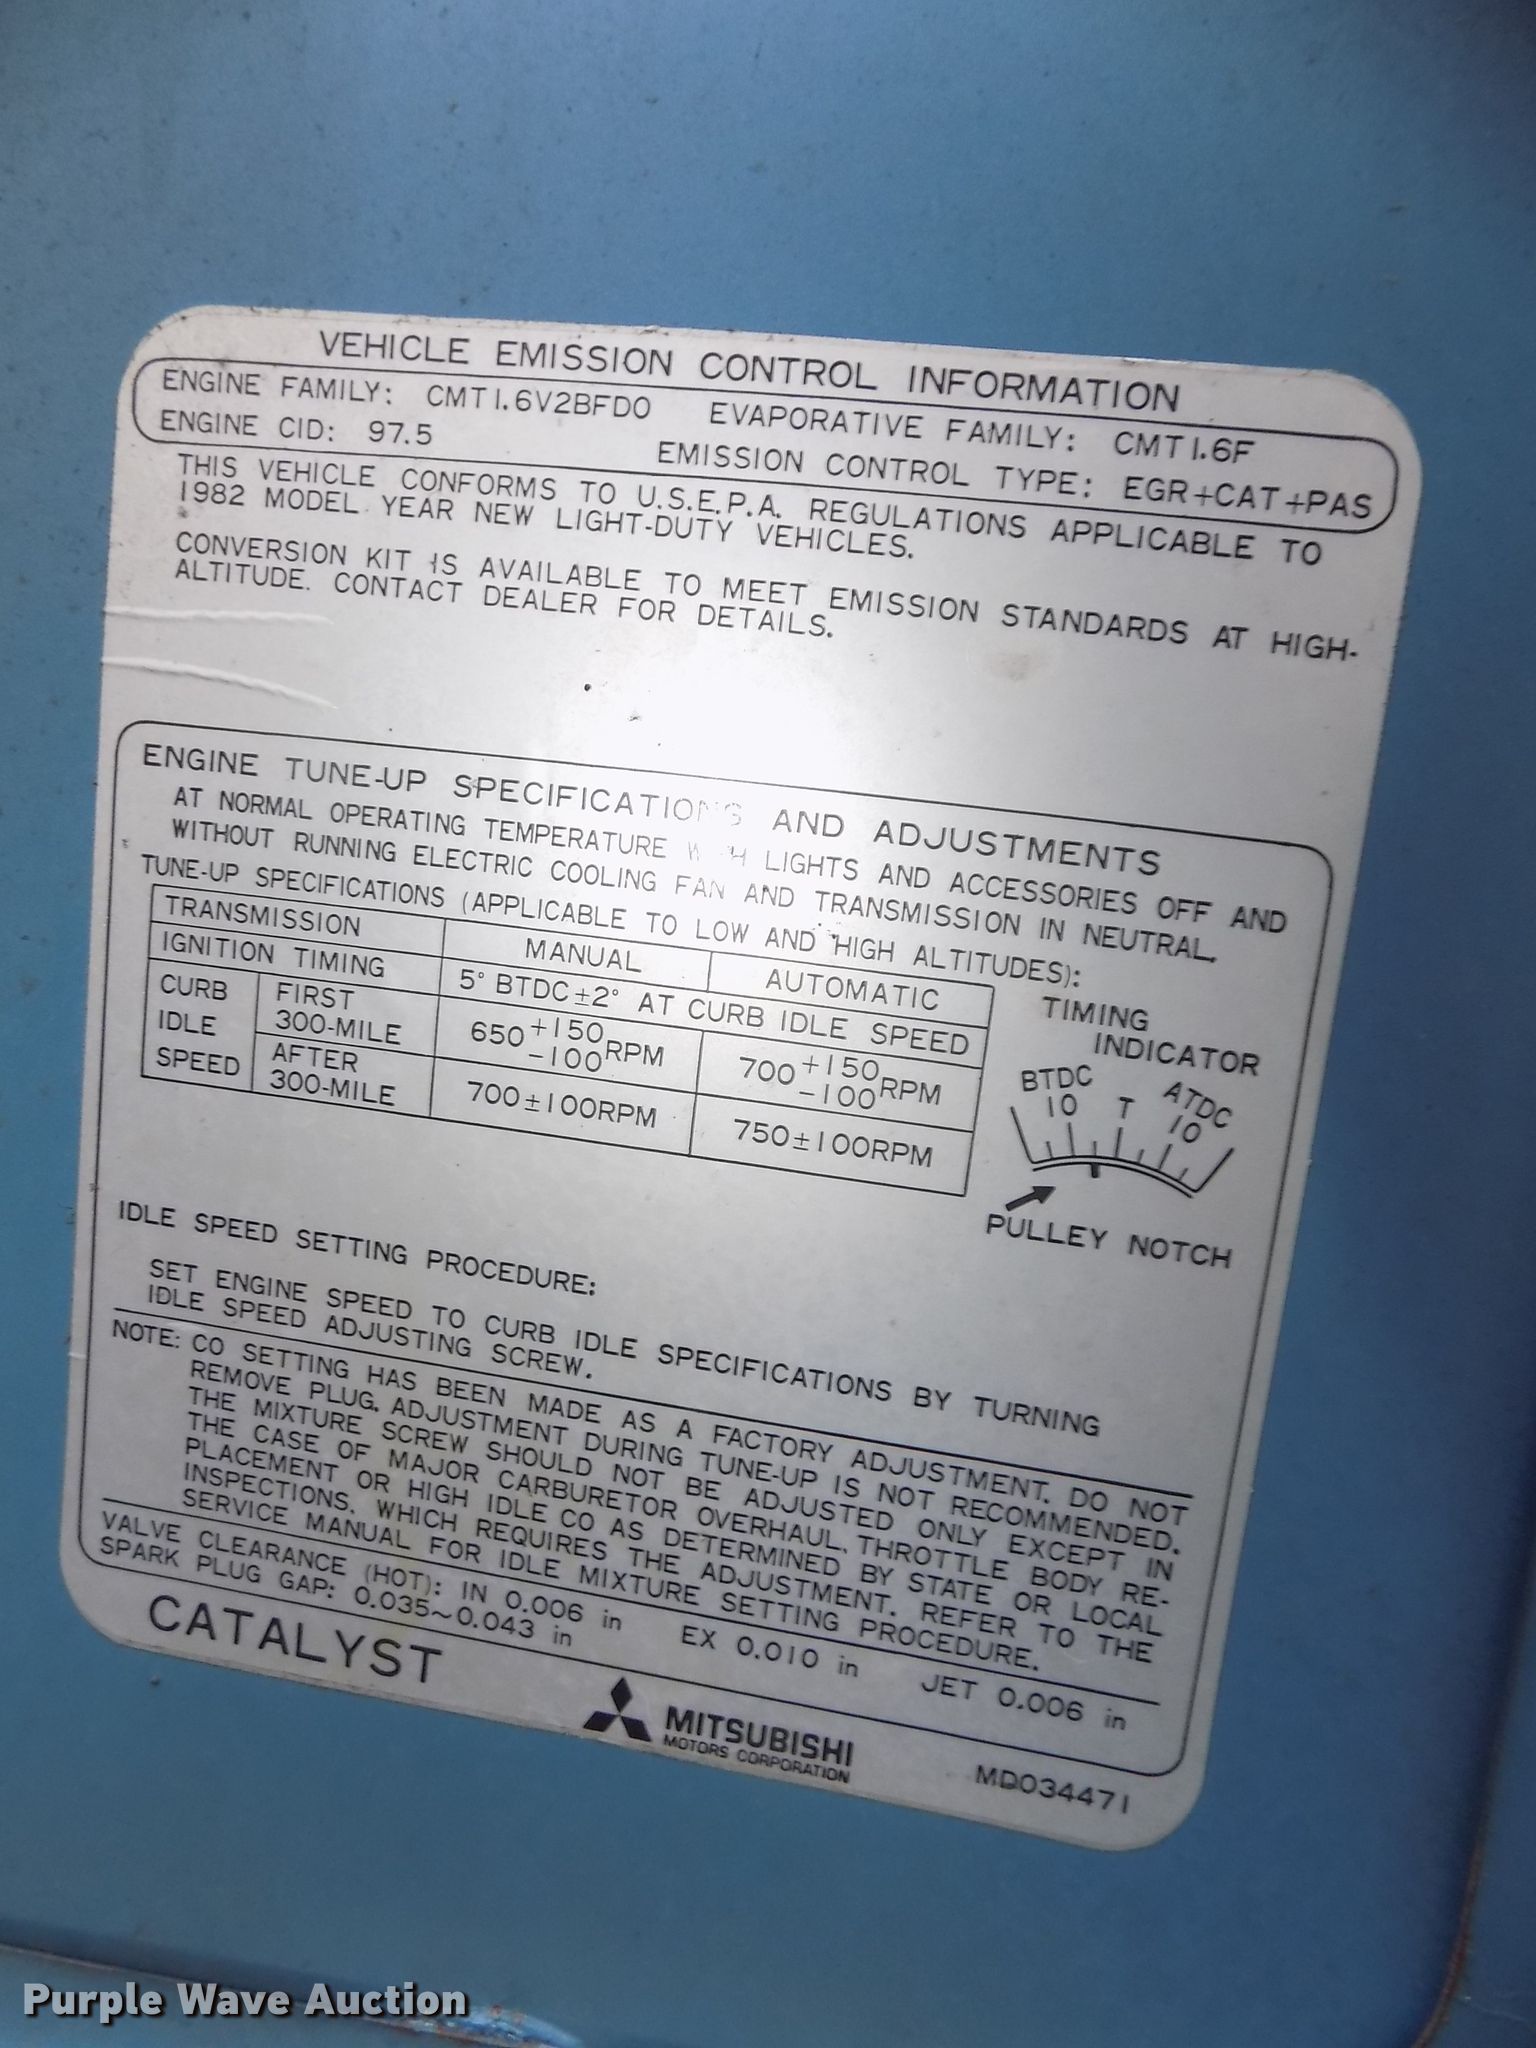 VEHICLE EMISSION CONTROL INFORMATION
ENGINE FAMILY: CMT1.6V2BFD0 EVAPORATIVE FAMILY: CMT1.6F
ENGINE CID: 97.5 EMISSION CONTROL TYPE: EGR+CAT+PAS
THIS VEHICLE CONFORMS TO U.S.E.P.A. REGULATIONS APPLICABLE TO
1982 MODEL YEAR NEW LIGHT-DUTY VEHICLES.
CONVERSION KIT IS AVAILABLE TO MEET EMISSION STANDARDS AT HIGH-
ALTITUDE. CONTACT DEALER FOR DETAILS.
ENGINE TUNE-UP SPECIFICATIONS AND ADJUSTMENTS
AT NORMAL OPERATING TEMPERATURE WITH LIGHTS AND ACCESSORIES OFF AND
WITHOUT RUNNING ELECTRIC COOLING FAN AND TRANSMISSION IN NEUTRAL.
TUNE-UP SPECIFICATIONS (APPLICABLE TO LOW AND HIGH ALTITUDES):
TRANSMISSION MANUAL AUTOMATIC
IGNITION TIMING 5° BTDC±2° AT CURB IDLE SPEED
CURB IDLE SPEED
FIRST 300-MILE 650 +150 -100 RPM 700 +150 -100 RPM
AFTER 300-MILE 700±100RPM 750±100RPM
TIMING
INDICATOR
BTDC ATDC
10 T 10
PULLEY NOTCH
IDLE SPEED SETTING PROCEDURE:
SET ENGINE SPEED TO CURB IDLE SPECIFICATIONS BY TURNING
IDLE SPEED ADJUSTING SCREW.
NOTE: CO SETTING HAS BEEN MADE AS A FACTORY ADJUSTMENT. DO NOT
REMOVE PLUG. ADJUSTMENT DURING TUNE-UP IS NOT RECOMMENDED.
THE MIXTURE SCREW SHOULD NOT BE ADJUSTED ONLY EXCEPT IN
THE CASE OF MAJOR CARBURETOR OVERHAUL. THROTTLE BODY RE-
PLACEMENT OR HIGH IDLE CO AS DETERMINED BY STATE OR LOCAL
INSPECTIONS. WHICH REQUIRES THE ADJUSTMENT. REFER TO THE
SERVICE MANUAL FOR IDLE MIXTURE SETTING PROCEDURE.
VALVE CLEARANCE (HOT): IN 0.006 in EX 0.010 in JET 0.006 in
SPARK PLUG GAP: 0.035~0.043 in
CATALYST
MITSUBISHI
MOTORS CORPORATION
MD034471
Purple Wave Auction